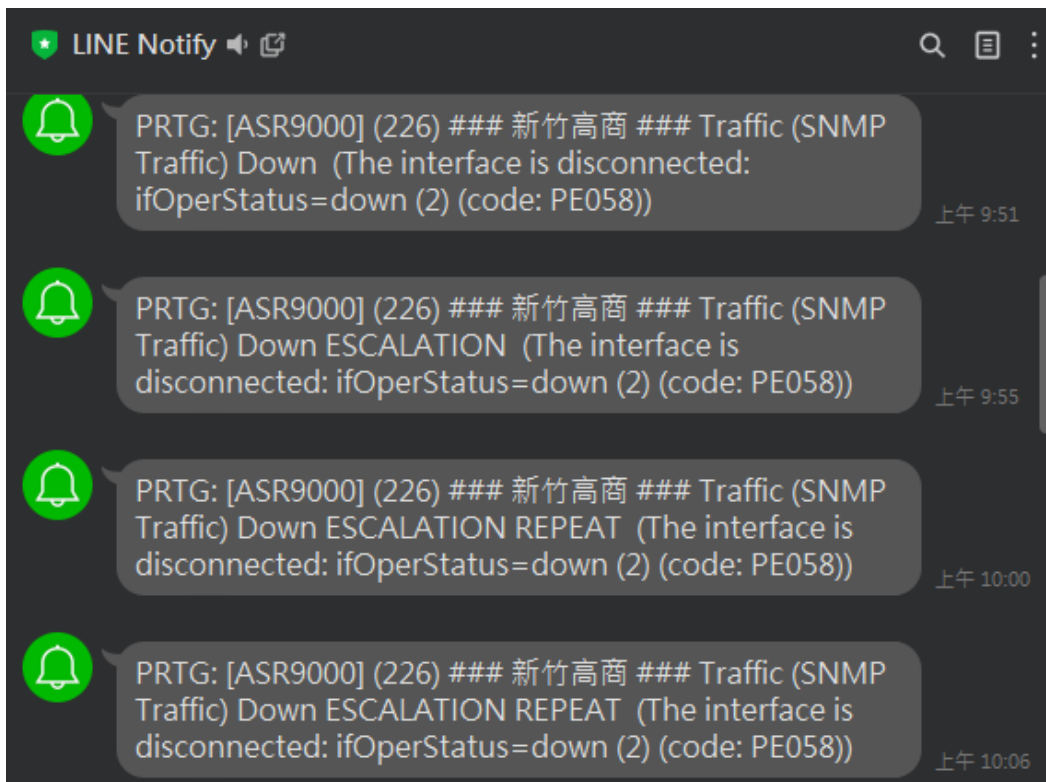 LINE Notify
PRTG: [ASR9000] (226) ### 新竹高商 ### Traffic (SNMP
Traffic) Down  (The interface is disconnected:
ifOperStatus=down (2) (code: PE058))
上午 9:51
PRTG: [ASR9000] (226) ### 新竹高商 ### Traffic (SNMP
Traffic) Down ESCALATION  (The interface is
disconnected: ifOperStatus=down (2) (code: PE058))
上午 9:55
PRTG: [ASR9000] (226) ### 新竹高商 ### Traffic (SNMP
Traffic) Down ESCALATION REPEAT  (The interface is
disconnected: ifOperStatus=down (2) (code: PE058))
上午 10:00
PRTG: [ASR9000] (226) ### 新竹高商 ### Traffic (SNMP
Traffic) Down ESCALATION REPEAT  (The interface is
disconnected: ifOperStatus=down (2) (code: PE058))
上午 10:06